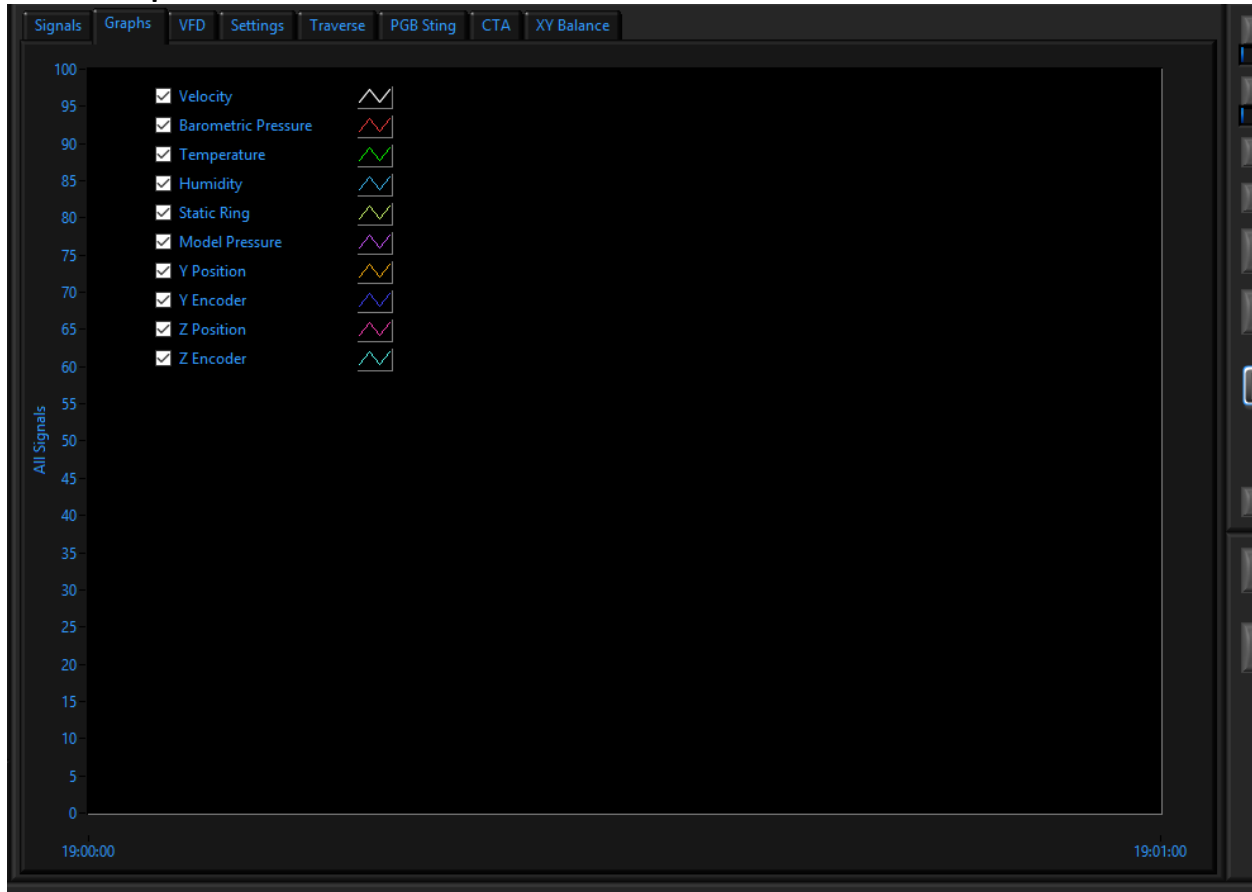 Signals Graphs VFD Settings Traverse PGB Sting CTA XY Balance
100
Velocity
95
Barometric Pressure
90
Temperature
85
Humidity
80
Static Ring
75
Model Pressure
70
Y Position
Y Encoder
65
Z Position
60
Z Encoder
55
50
45
40
35
30
25
20
15
10
5
0
All Signals
19:00:00 19:01:00